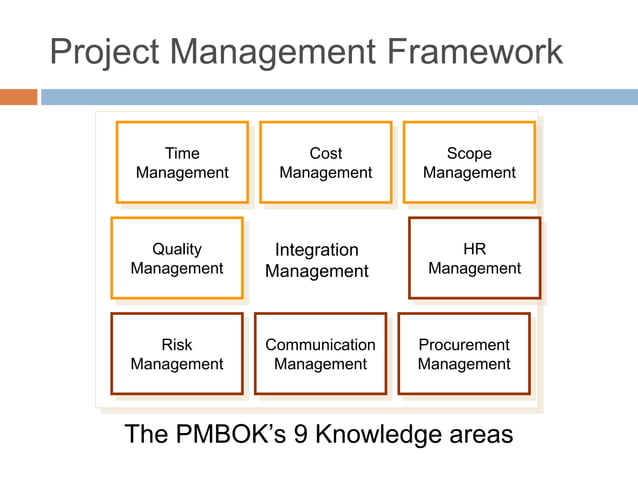 Project Management Framework
Time
Management
Cost
Management
Scope
Management
Quality
Management
Integration
Management
HR
Management
Risk
Management
Communication
Management
Procurement
Management
The PMBOK’s 9 Knowledge areas